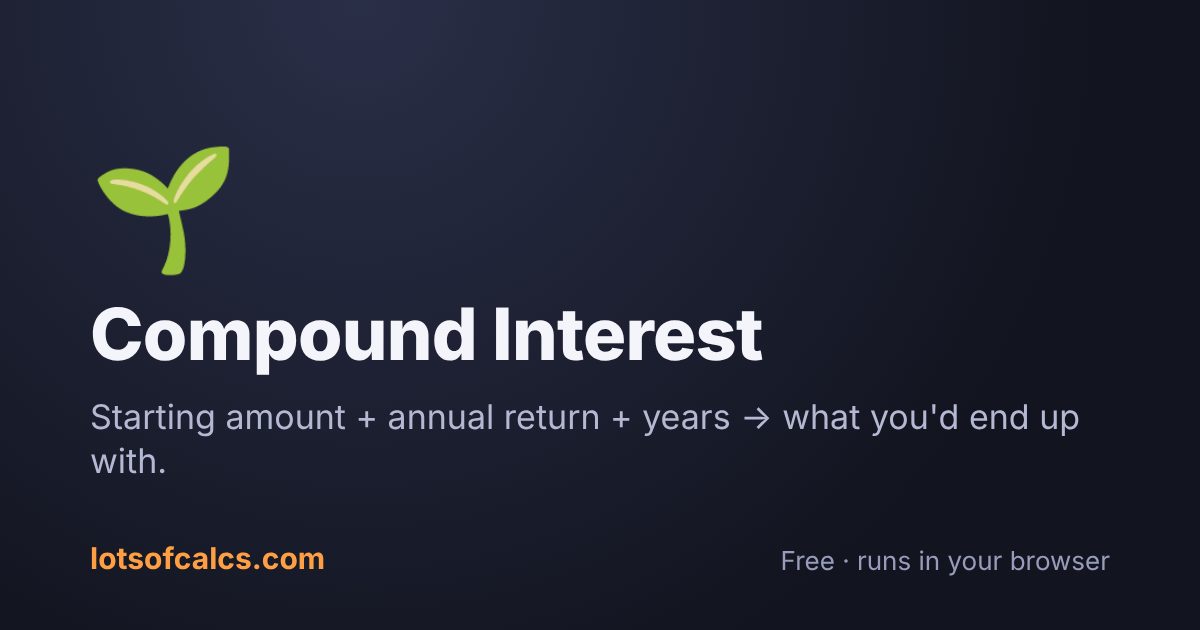 Compound Interest
Starting amount + annual return + years → what you'd end up
with.
lotsofcalcs.com
Free · runs in your browser